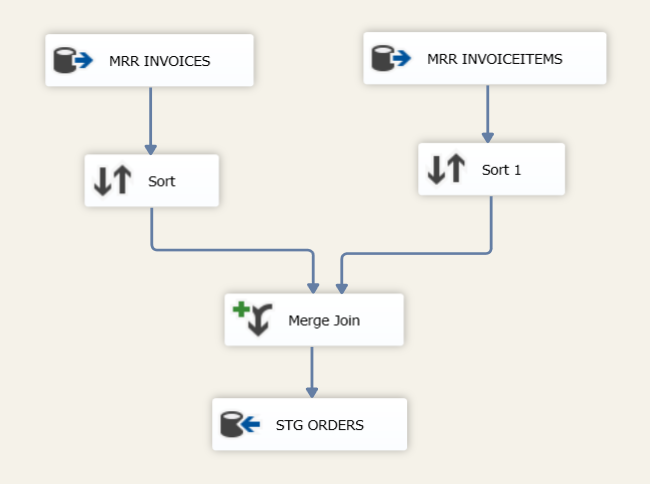 MRR INVOICES
MRR INVOICEITEMS
Sort
Sort 1
Merge Join
STG ORDERS